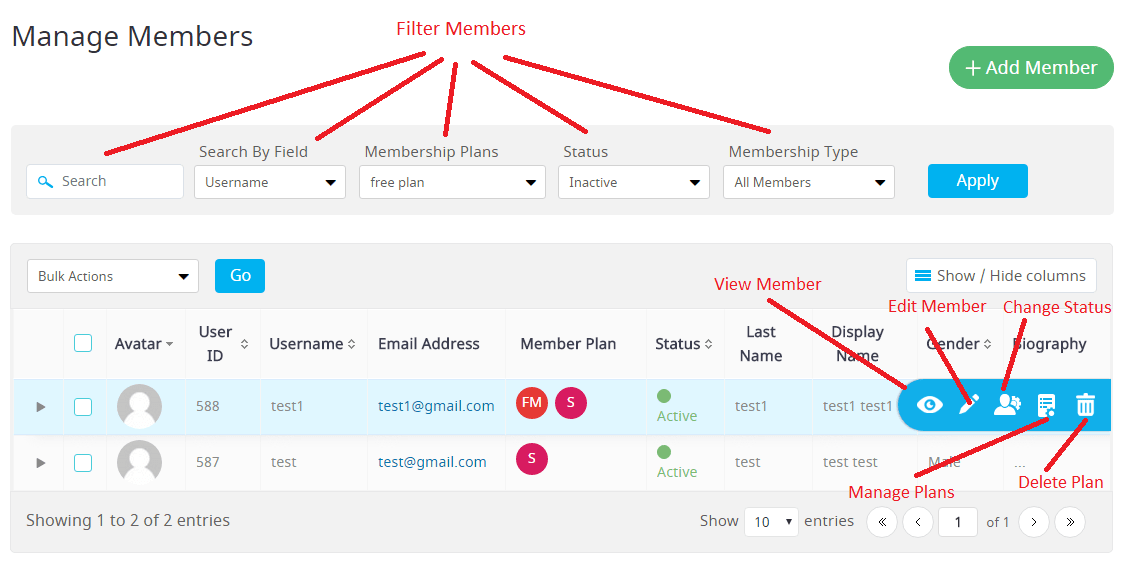 Manage Members
Filter Members
+ Add Member
Search By Field
Membership Plans
Status
Membership Type
Search
Username
free plan
Inactive
All Members
Apply
Bulk Actions
Go
Show / Hide columns
View Member
Edit Member
Change Status
Avatar
User ID
Username
Email Address
Member Plan
Status
Last Name
Display Name
Gender
Biography
588
test1
test1@gmail.com
FM
S
Active
test1
test1 test1
587
test
test@gmail.com
S
Active
test
test test
Male
...
Manage Plans
Delete Plan
Showing 1 to 2 of 2 entries
Show
10
entries
«
‹
1
of 1
›
»